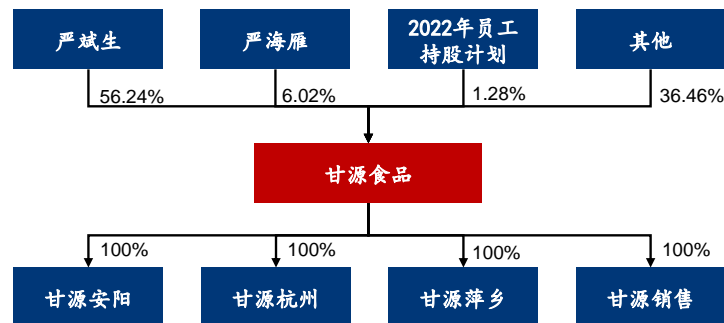 严斌生
严海雁
2022年员工
持股计划
其他
56.24%
6.02%
1.28%
36.46%
甘源食品
100%
100%
100%
100%
甘源安阳
甘源杭州
甘源萍乡
甘源销售